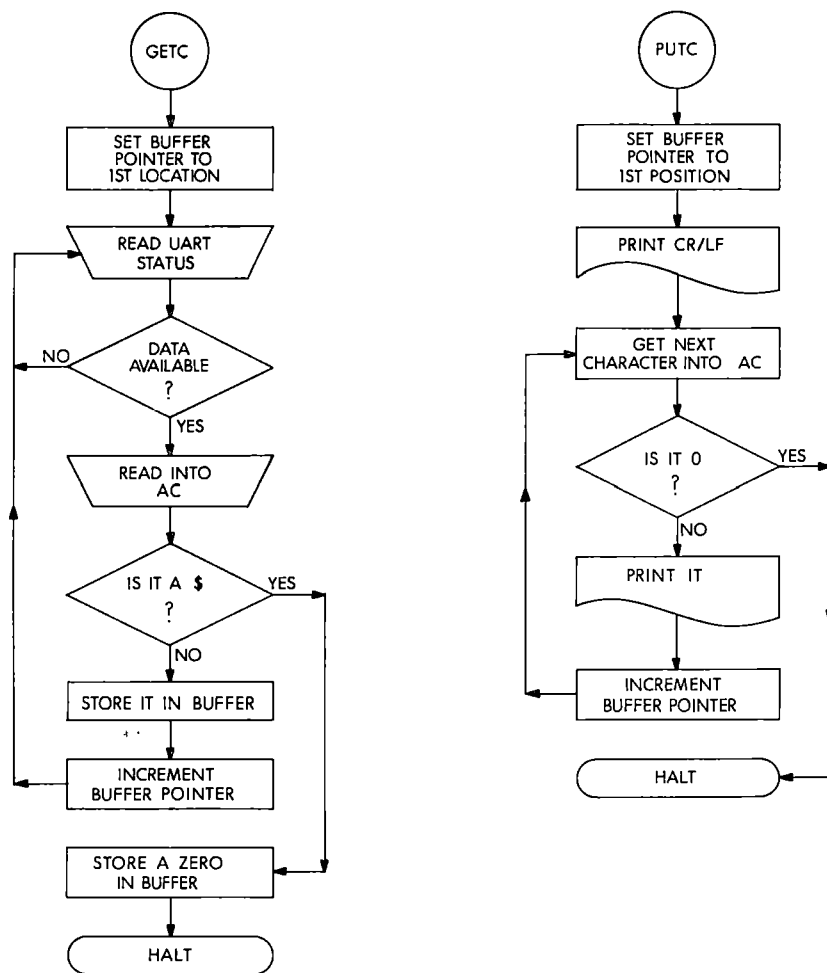 GETC
SET BUFFER
POINTER TO
1ST LOCATION
READ UART
STATUS
NO
DATA
AVAILABLE
?
YES
READ INTO
AC
IS IT A $
?
YES
NO
STORE IT IN BUFFER
INCREMENT
BUFFER POINTER
STORE A ZERO
IN BUFFER
HALT
PUTC
SET BUFFER
POINTER TO
1ST POSITION
PRINT CR/LF
GET NEXT
CHARACTER INTO AC
IS IT 0
?
YES
NO
PRINT IT
INCREMENT
BUFFER POINTER
HALT